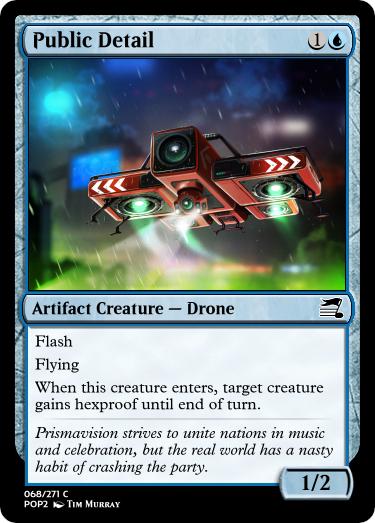 Public Detail 1
Artifact Creature — Drone
Flash
Flying
When this creature enters, target creature
gains hexproof until end of turn.
Prismavision strives to unite nations in music
and celebration, but the real world has a nasty
habit of crashing the party.
1/2
068/271 C
POP2 Tim Murray